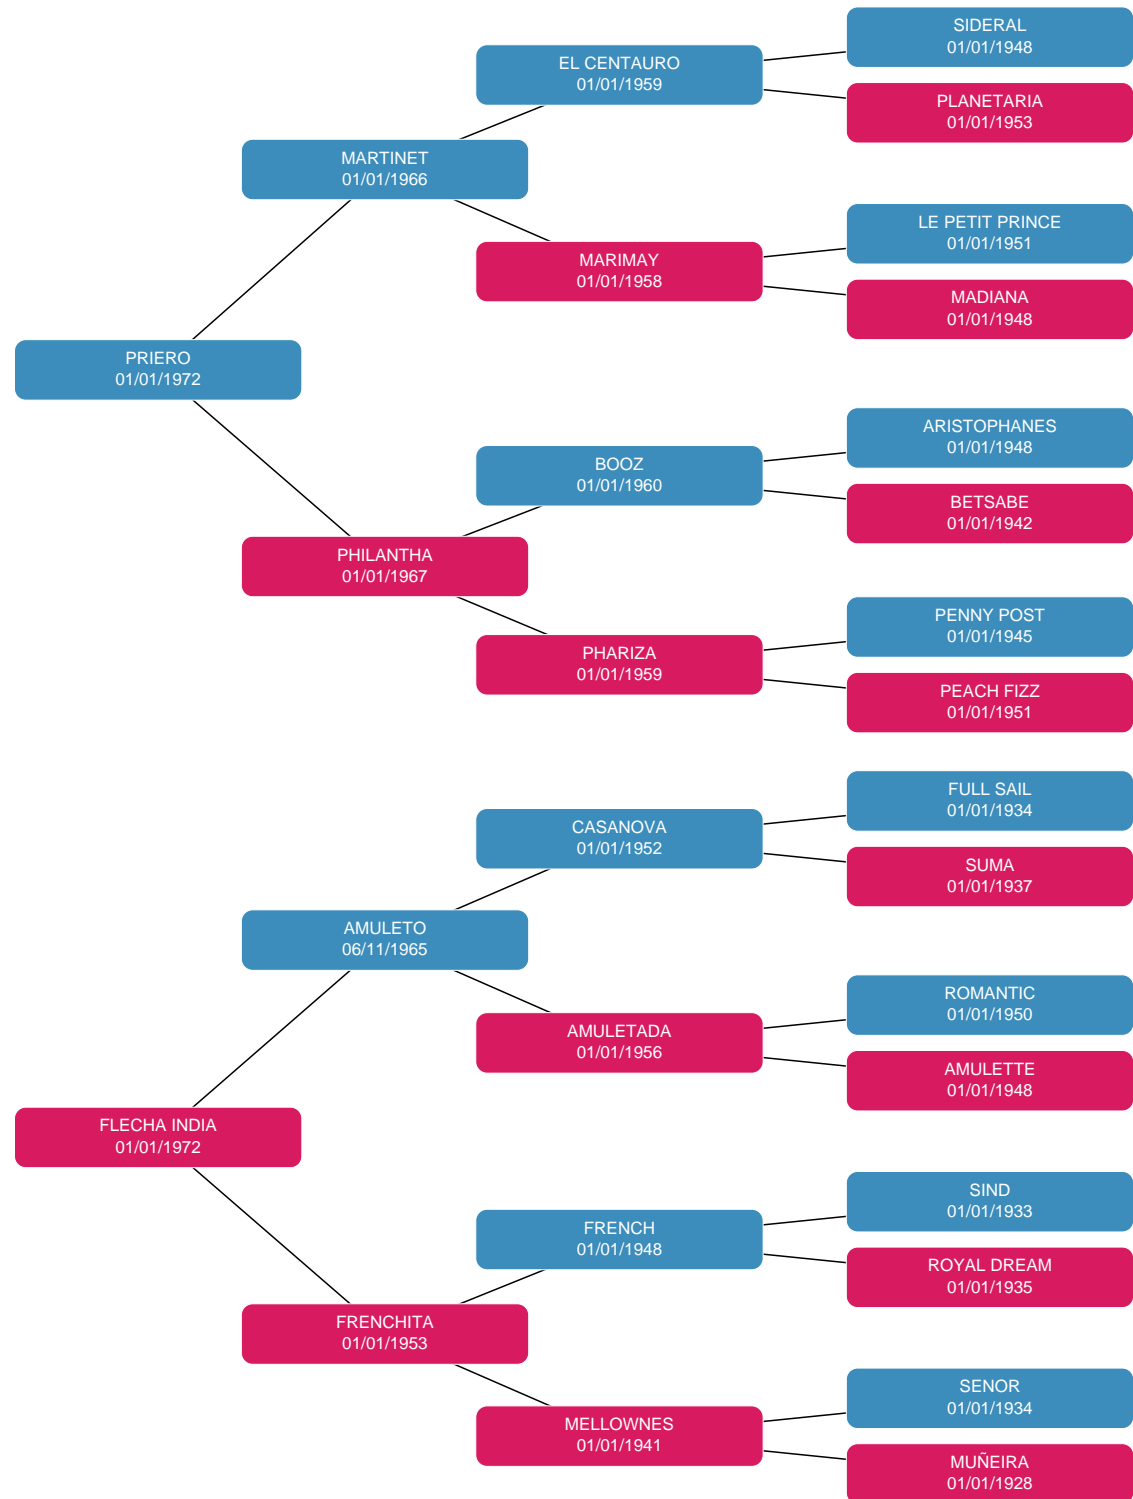 SIDERAL
01/01/1948
EL CENTAURO
01/01/1959
PLANETARIA
01/01/1953
MARTINET
01/01/1966
LE PETIT PRINCE
01/01/1951
MARIMAY
01/01/1958
MADIANA
01/01/1948
PRIERO
01/01/1972
ARISTOPHANES
01/01/1948
BOOZ
01/01/1960
BETSABE
01/01/1942
PHILANTHA
01/01/1967
PENNY POST
01/01/1945
PHARIZA
01/01/1959
PEACH FIZZ
01/01/1951
FULL SAIL
01/01/1934
CASANOVA
01/01/1952
SUMA
01/01/1937
AMULETO
06/11/1965
ROMANTIC
01/01/1950
AMULETADA
01/01/1956
AMULETTE
01/01/1948
FLECHA INDIA
01/01/1972
SIND
01/01/1933
FRENCH
01/01/1948
ROYAL DREAM
01/01/1935
FRENCHITA
01/01/1953
SENOR
01/01/1934
MELLOWNES
01/01/1941
MUÑEIRA
01/01/1928